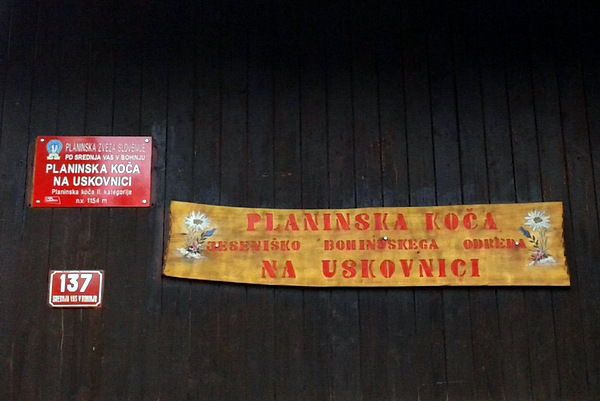 PLANINSKA ZVEZA SLOVENIJE
PD SREDNJA VAS V BOHINJU
PLANINSKA KOČA
NA USKOVNICI
Planinska koča II. kategorije
n.v. 1154 m
137
SREDNJA VAS V BOHINJU
PLANINSKA KOČA
JESENIŠKO BOHINJSKEGA ODREDA
NA USKOVNICI